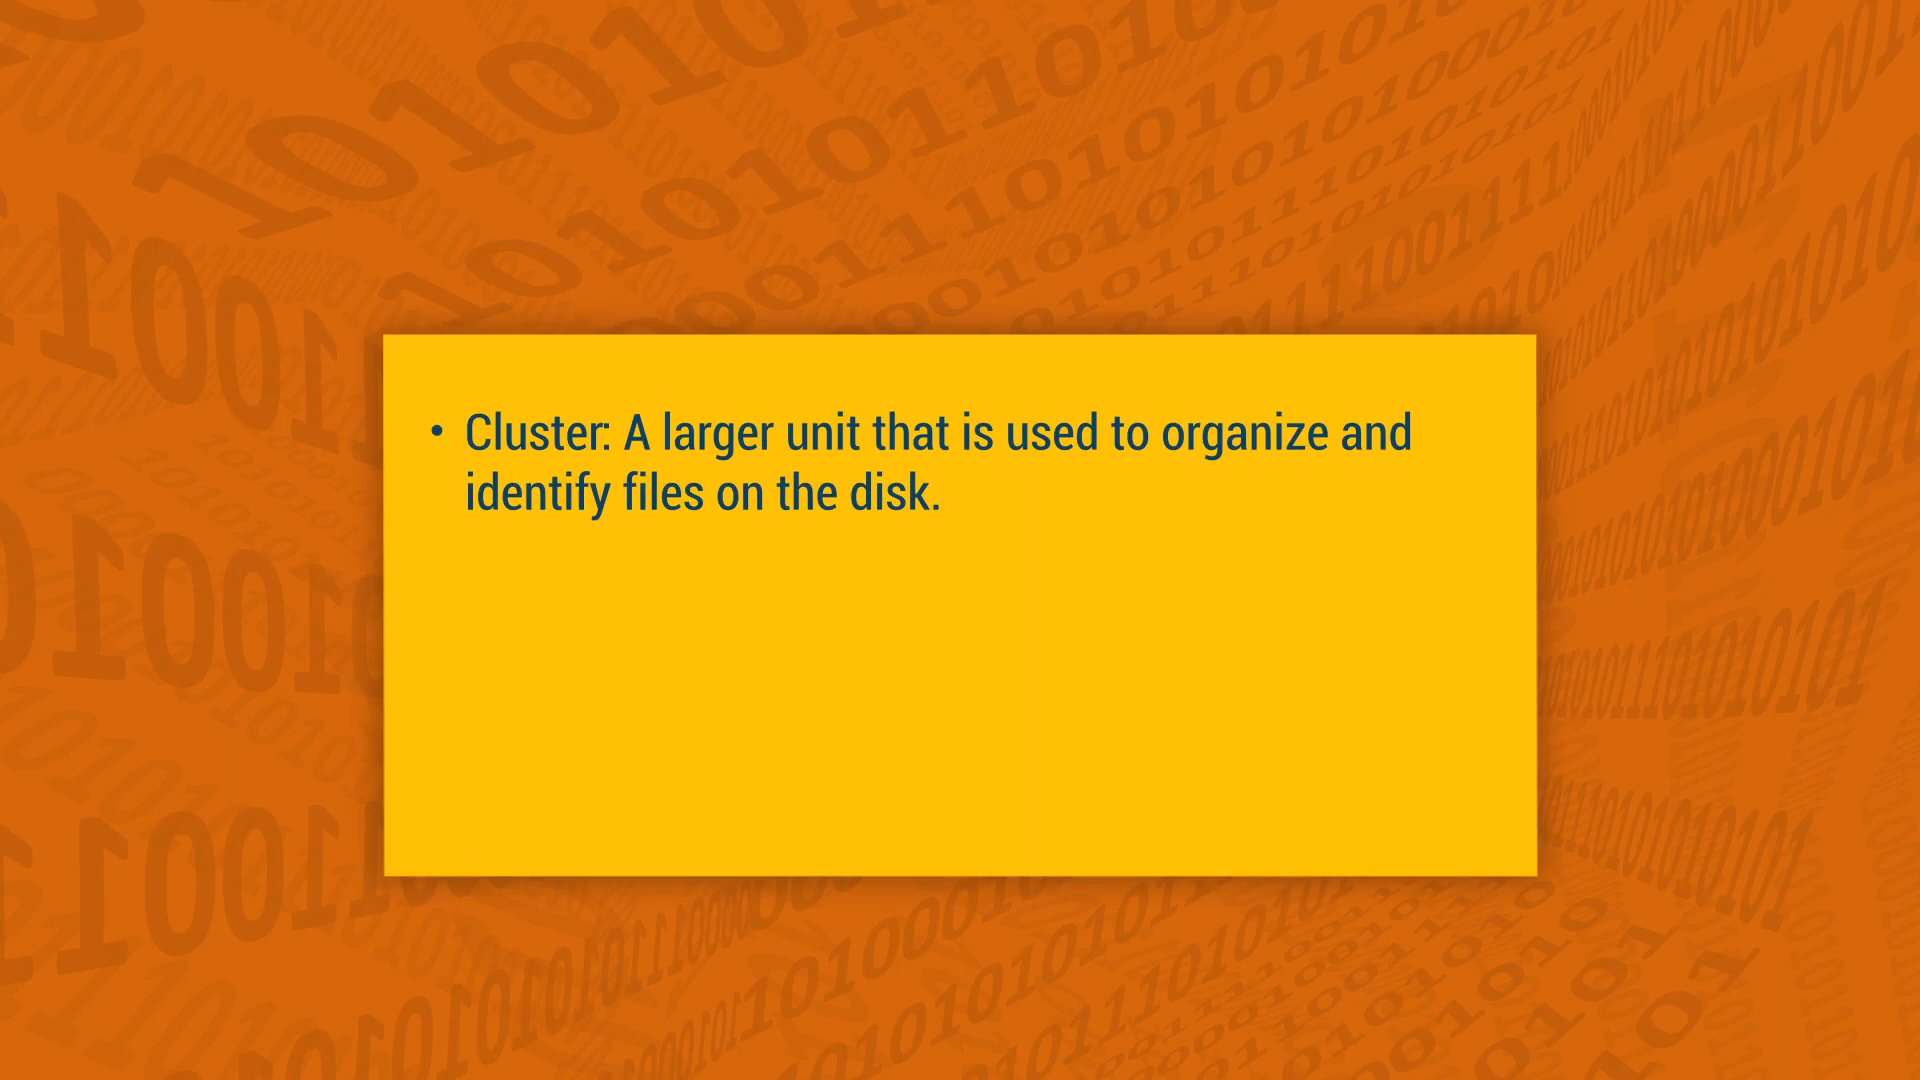 • Cluster: A larger unit that is used to organize and
identify files on the disk.